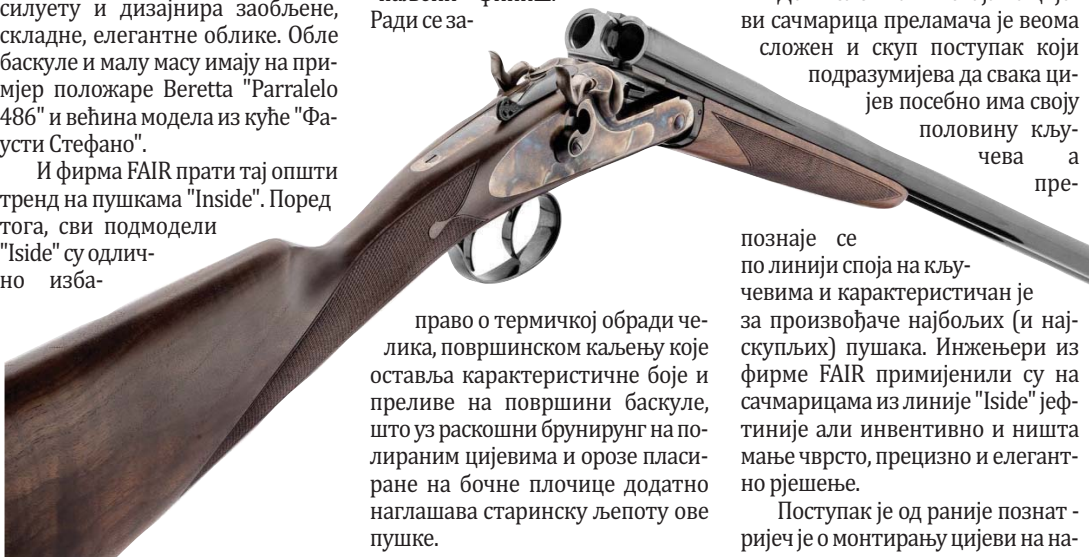 силуету и дизајнира заобљене,
складне, елегантне облике. Обле
баскуле и малу масу имају на при-
мјер положаре Beretta "Parralelo
486" и већина модела из куће "Фа-
усти Стефано".
И фирма FAIR прати тај општи
тренд на пушкама "Inside". Поред
тога, сви подмодели
"Iside" су одлич-
но изба-
Ради се за-
право о термичкој обради че-
лика, површинском каљењу које
оставља карактеристичне боје и
преливе на површини баскуле,
што уз раскошни брунирунг на по-
лираним цијевима и орозе пласи-
ране на бочне плочице додатно
наглашава старинску љепоту ове
пушке.
ви сачмарица преламача је веома
сложен и скуп поступак који
подразумијева да свака ци-
јев посебно има своју
половину кљу-
чева а
пре-
познаје се
по линији споја на кљу-
чевима и карактеристичан је
за произвођаче најбољих (и нај-
скупљих) пушака. Инжењери из
фирме FAIR примијенили су на
сачмарицама из линије "Iside" јеф-
тиније али инвентивно и ништа
мање чврсто, прецизно и елегант-
но рјешење.
Поступак је од раније познат -
ријеч је о монтирању цијеви на на-